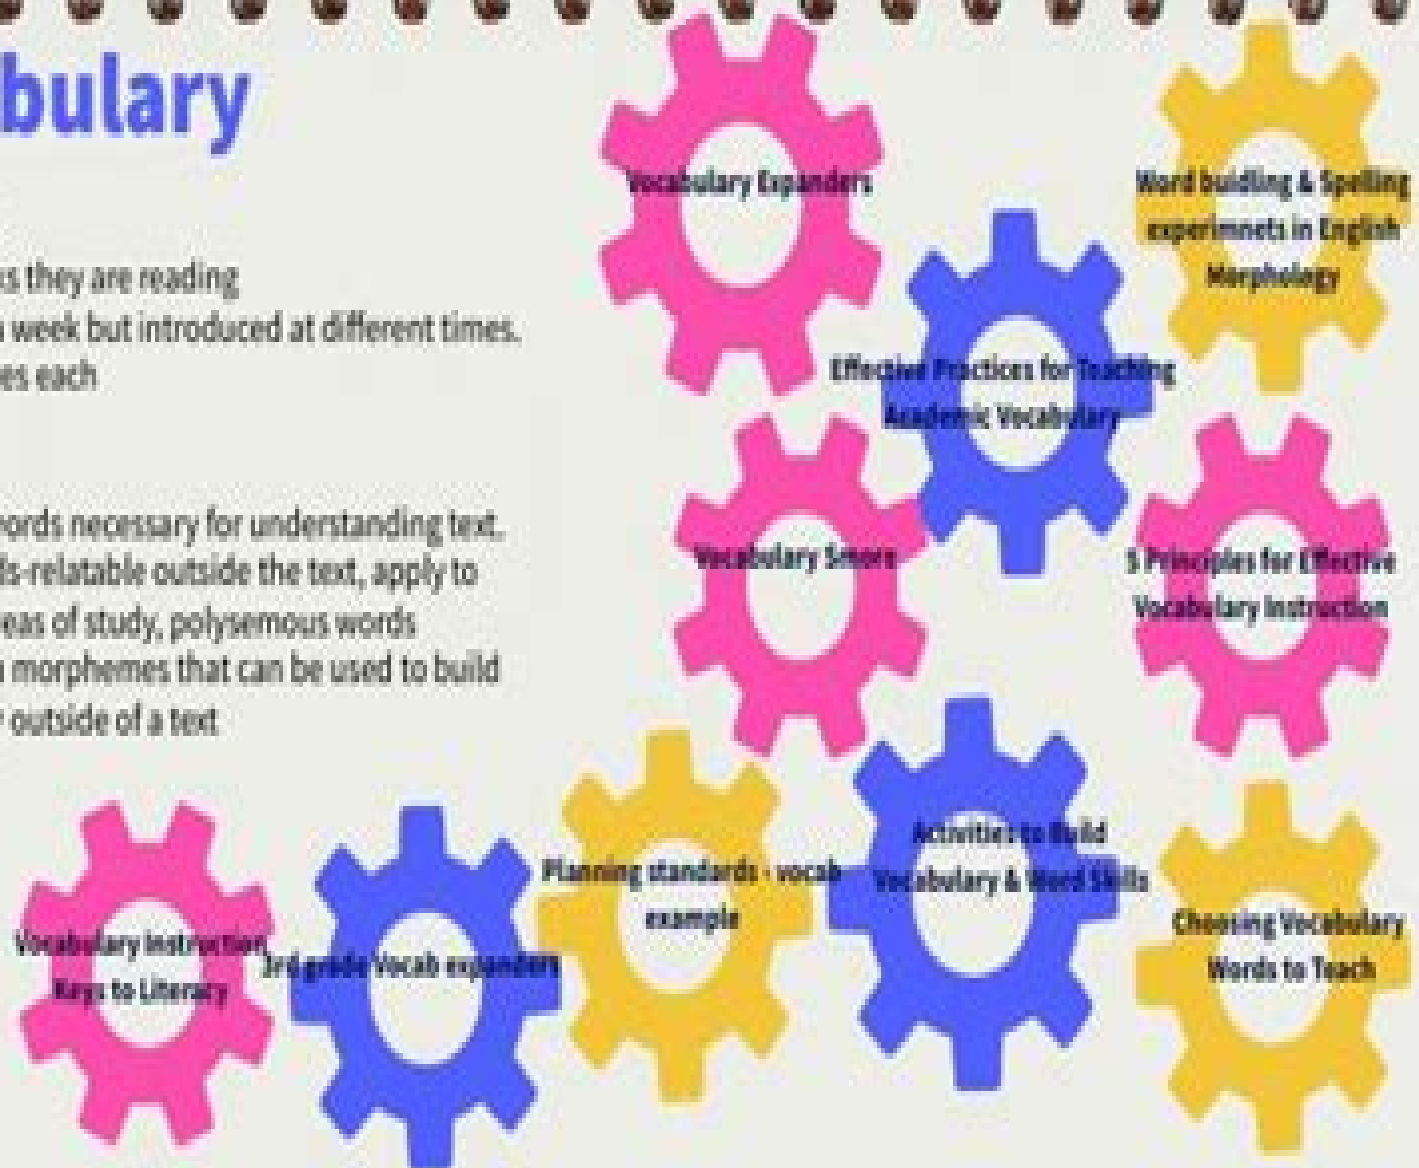 bulary
ks they are reading
week but introduced at different times.
es each
words necessary for understanding text.
ds-relatable outside the text, apply to
eas of study, polysemous words
morphemes that can be used to build
outside of a text
Vocabulary Expanders
Word buidling & Spelling
experimnets in English
Morphology
Effective Practices for Teaching
Academic Vocabulary
Vocabulary Smore
5 Principles for Effective
Vocabulary Instruction
Vocabulary Instruction
Keys to Literacy
3rd grade Vocab expanders
Planning standards - vocab
example
Activities to Build
Vocabulary & Word Skills
Choosing Vocabulary
Words to Teach